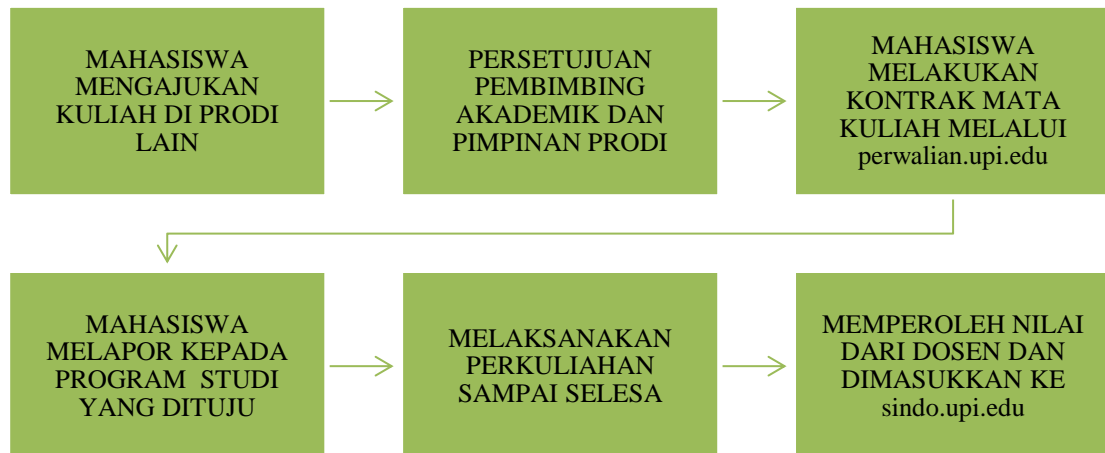 MAHASISWA
MENGAJUKAN
KULIAH DI PRODI
LAIN
PERSETUJUAN
PEMBIMBING
AKADEMIK DAN
PIMPINAN PRODI
MAHASISWA
MELAKUKAN
KONTRAK MATA
KULIAH MELALUI
perwalian.upi.edu
MAHASISWA
MELAPOR KEPADA
PROGRAM STUDI
YANG DITUJU
MELAKSANAKAN
PERKULIAHAN
SAMPAI SELESA
MEMPEROLEH NILAI
DARI DOSEN DAN
DIMASUKKAN KE
sindo.upi.edu